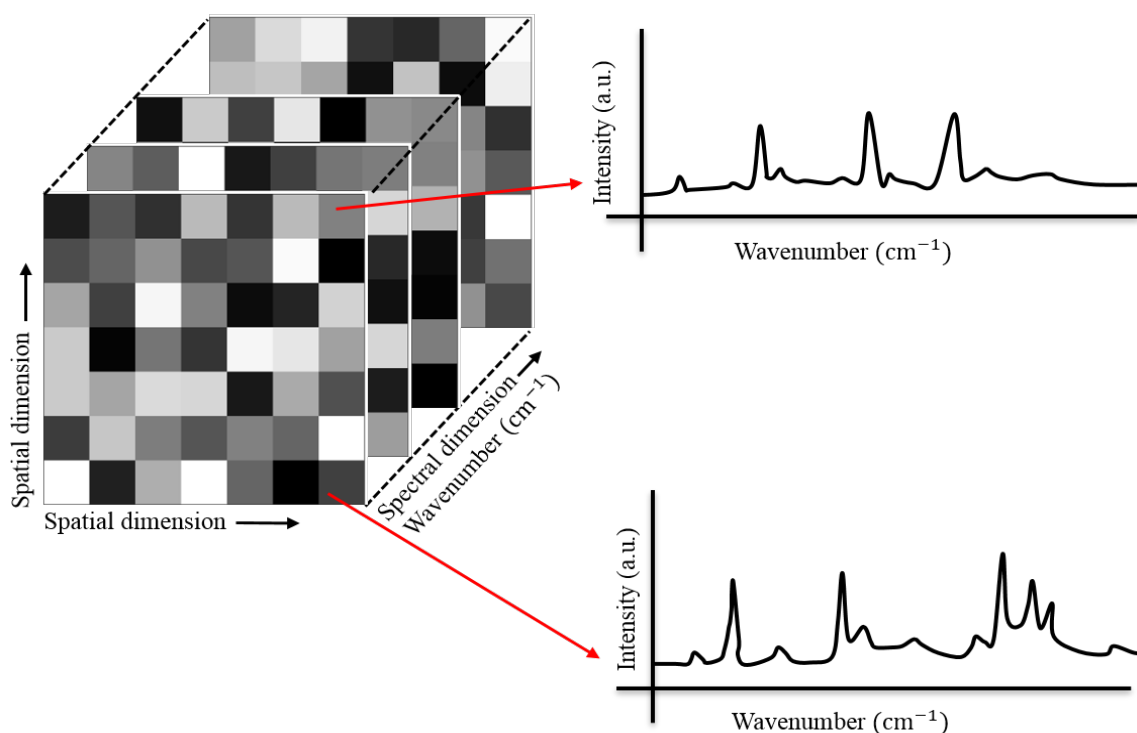 Spatial dimension
Spatial dimension
Spectral dimension
Wavenumber (cm⁻¹)
Intensity (a.u.)
Wavenumber (cm⁻¹)
Intensity (a.u.)
Wavenumber (cm⁻¹)